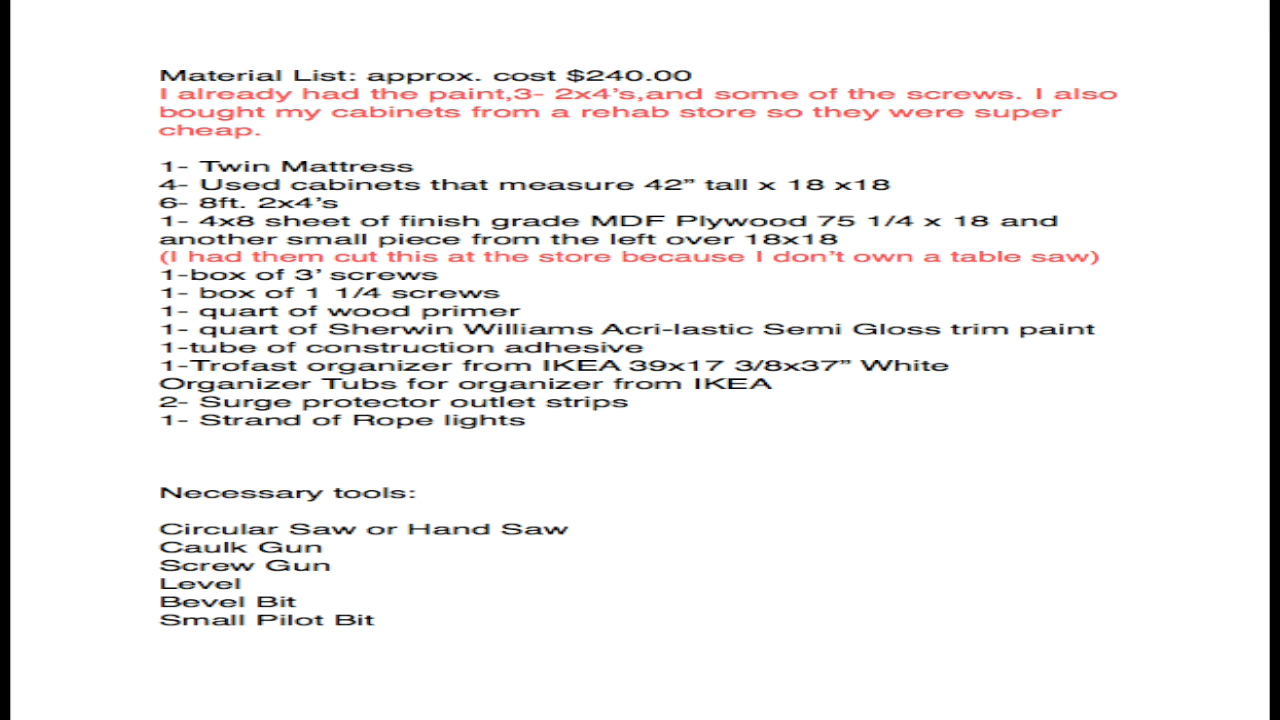 Material List: approx. cost $240.00
I already had the paint,3- 2x4's,and some of the screws. I also
bought my cabinets from a rehab store so they were super
cheap.
1- Twin Mattress
4- Used cabinets that measure 42” tall x 18 x18
6- 8ft. 2x4’s
1- 4x8 sheet of finish grade MDF Plywood 75 1/4 x 18 and
another small piece from the left over 18x18
(I had them cut this at the store because I don’t own a table saw)
1-box of 3’ screws
1- box of 1 1/4 screws
1- quart of wood primer
1- quart of Sherwin Williams Acri-lastic Semi Gloss trim paint
1-tube of construction adhesive
1-Trofast organizer from IKEA 39x17 3/8x37” White
Organizer Tubs for organizer from IKEA
2- Surge protector outlet strips
1- Strand of Rope lights
Necessary tools:
Circular Saw or Hand Saw
Caulk Gun
Screw Gun
Level
Bevel Bit
Small Pilot Bit